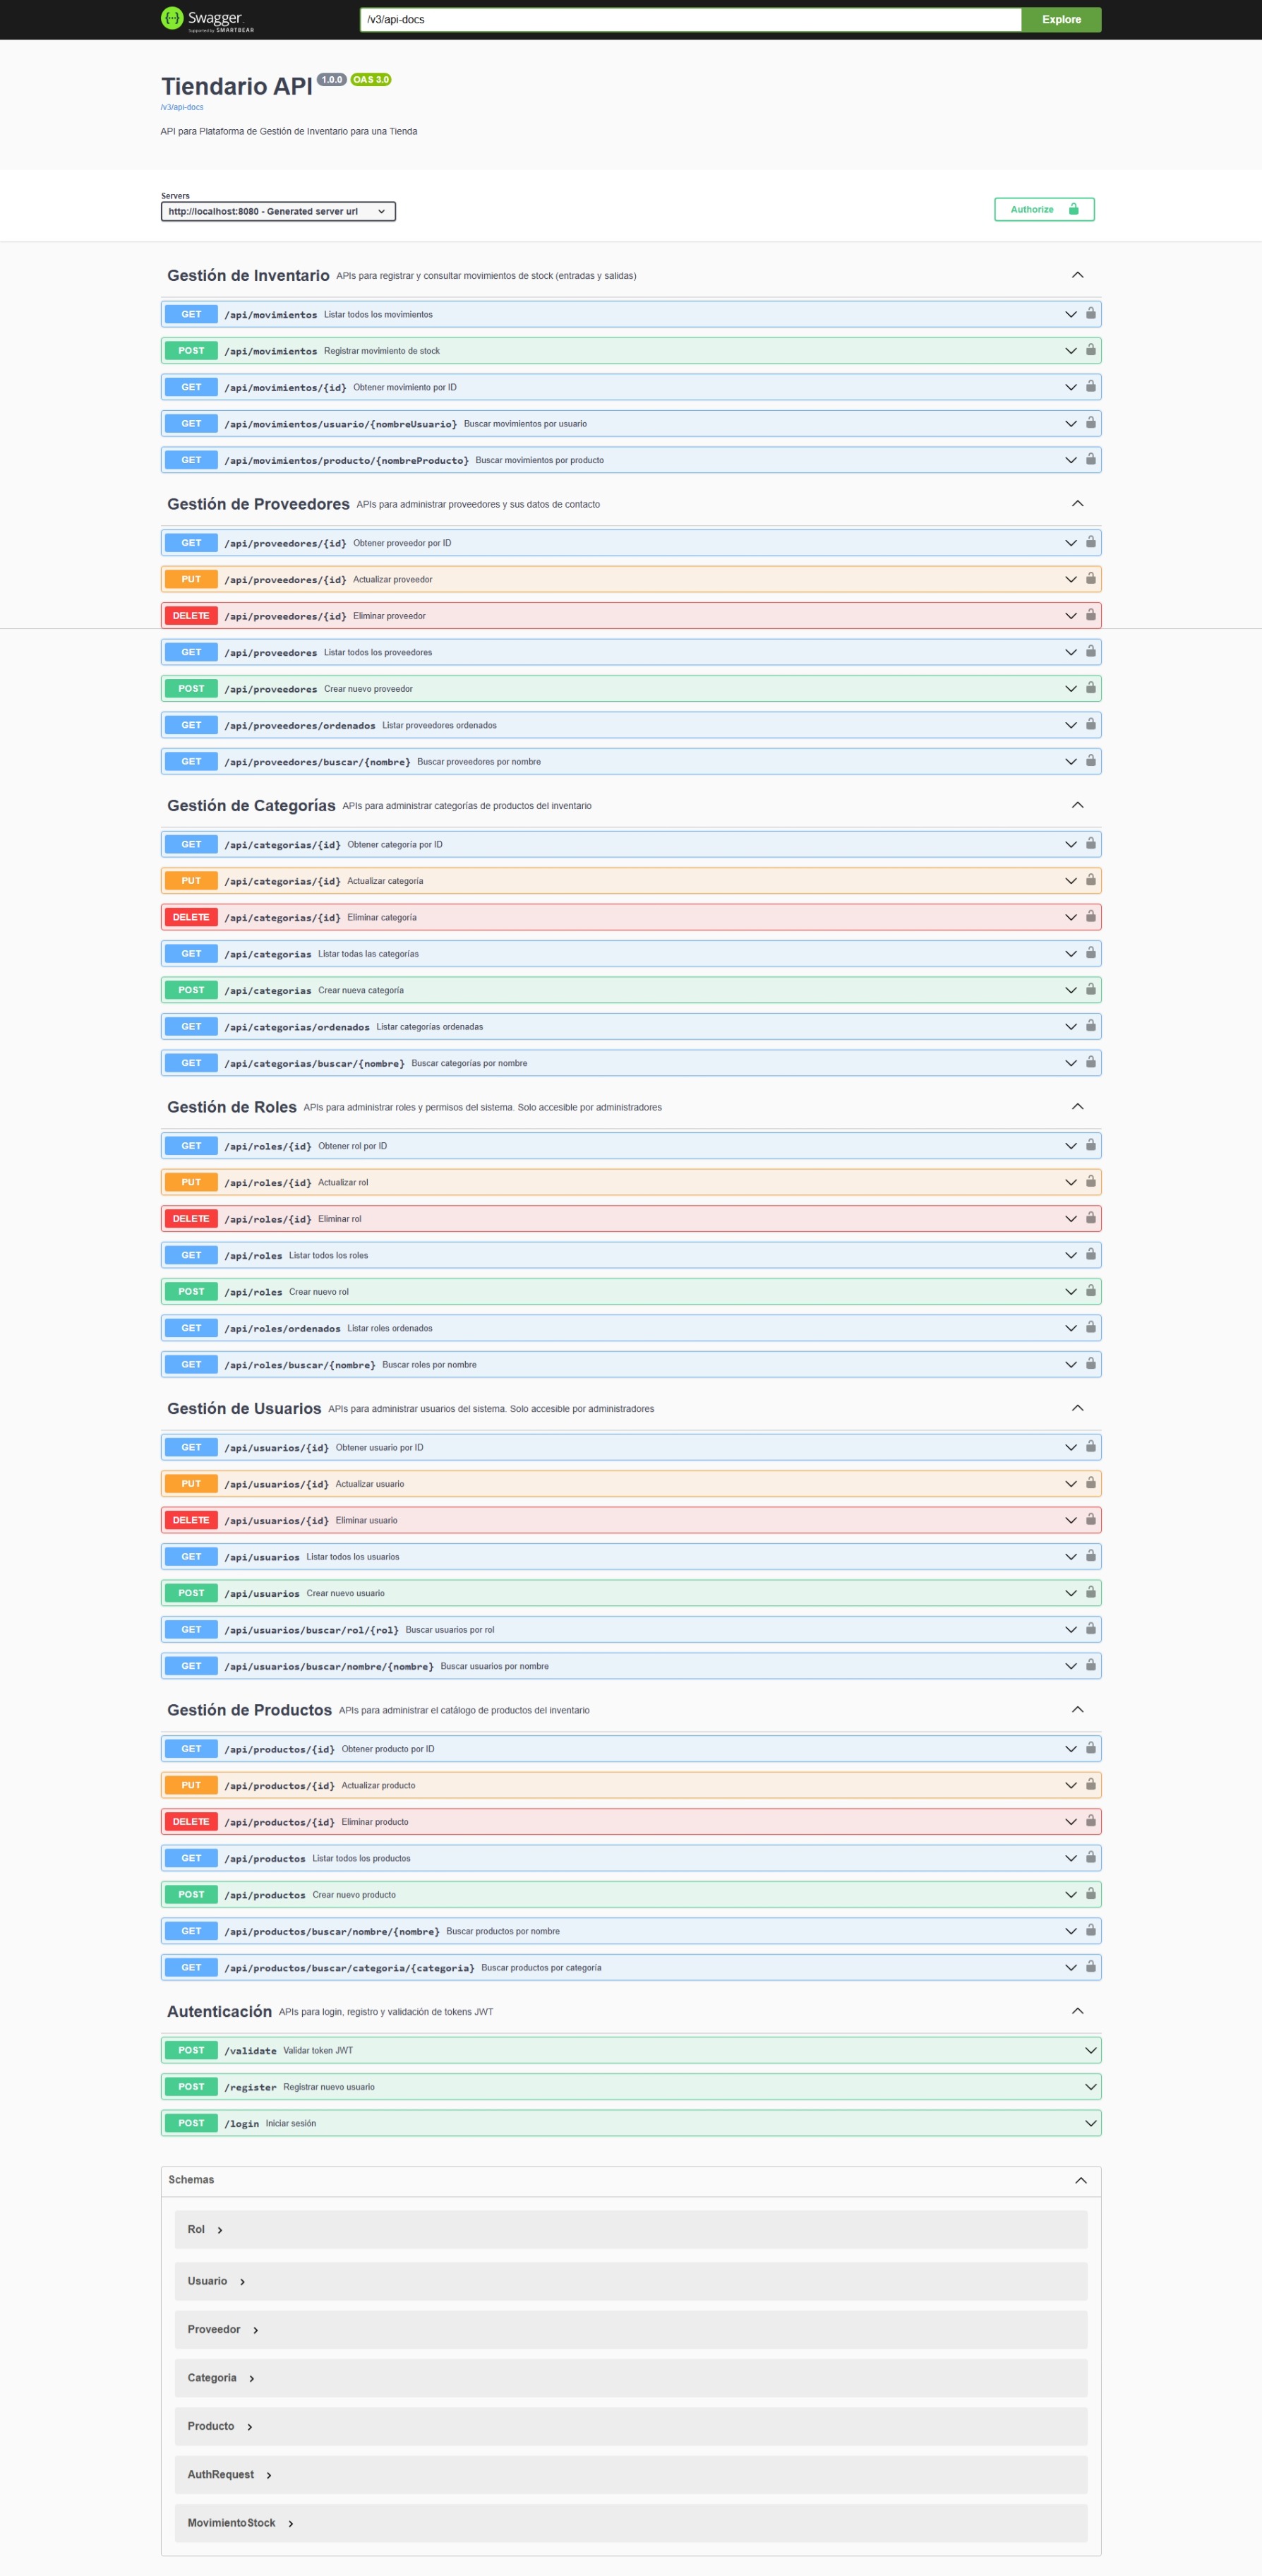 Swagger
Supported by SMARTBEAR
/v3/api-docs
Explore
Tiendario API 1.0.0 OAS 3.0
/v3/api-docs
API para Plataforma de Gestión de Inventario para una Tienda
Servers
http://localhost:8080 - Generated server url
Authorize
Gestión de Inventario APIs para registrar y consultar movimientos de stock (entradas y salidas)
GET /api/movimientos Listar todos los movimientos
POST /api/movimientos Registrar movimiento de stock
GET /api/movimientos/{id} Obtener movimiento por ID
GET /api/movimientos/usuario/{nombreUsuario} Buscar movimientos por usuario
GET /api/movimientos/producto/{nombreProducto} Buscar movimientos por producto
Gestión de Proveedores APIs para administrar proveedores y sus datos de contacto
GET /api/proveedores/{id} Obtener proveedor por ID
PUT /api/proveedores/{id} Actualizar proveedor
DELETE /api/proveedores/{id} Eliminar proveedor
GET /api/proveedores Listar todos los proveedores
POST /api/proveedores Crear nuevo proveedor
GET /api/proveedores/ordenados Listar proveedores ordenados
GET /api/proveedores/buscar/{nombre} Buscar proveedores por nombre
Gestión de Categorías APIs para administrar categorías de productos del inventario
GET /api/categorias/{id} Obtener categoría por ID
PUT /api/categorias/{id} Actualizar categoría
DELETE /api/categorias/{id} Eliminar categoría
GET /api/categorias Listar todas las categorías
POST /api/categorias Crear nueva categoría
GET /api/categorias/ordenados Listar categorías ordenadas
GET /api/categorias/buscar/{nombre} Buscar categorías por nombre
Gestión de Roles APIs para administrar roles y permisos del sistema. Solo accesible por administradores
GET /api/roles/{id} Obtener rol por ID
PUT /api/roles/{id} Actualizar rol
DELETE /api/roles/{id} Eliminar rol
GET /api/roles Listar todos los roles
POST /api/roles Crear nuevo rol
GET /api/roles/ordenados Listar roles ordenados
GET /api/roles/buscar/{nombre} Buscar roles por nombre
Gestión de Usuarios APIs para administrar usuarios del sistema. Solo accesible por administradores
GET /api/usuarios/{id} Obtener usuario por ID
PUT /api/usuarios/{id} Actualizar usuario
DELETE /api/usuarios/{id} Eliminar usuario
GET /api/usuarios Listar todos los usuarios
POST /api/usuarios Crear nuevo usuario
GET /api/usuarios/buscar/rol/{rol} Buscar usuarios por rol
GET /api/usuarios/buscar/nombre/{nombre} Buscar usuarios por nombre
Gestión de Productos APIs para administrar el catálogo de productos del inventario
GET /api/productos/{id} Obtener producto por ID
PUT /api/productos/{id} Actualizar producto
DELETE /api/productos/{id} Eliminar producto
GET /api/productos Listar todos los productos
POST /api/productos Crear nuevo producto
GET /api/productos/buscar/nombre/{nombre} Buscar productos por nombre
GET /api/productos/buscar/categoria/{categoria} Buscar productos por categoría
Autenticación APIs para login, registro y validación de tokens JWT
POST /validate Validar token JWT
POST /register Registrar nuevo usuario
POST /login Iniciar sesión
Schemas
Rol
Usuario
Proveedor
Categoria
Producto
AuthRequest
MovimientoStock